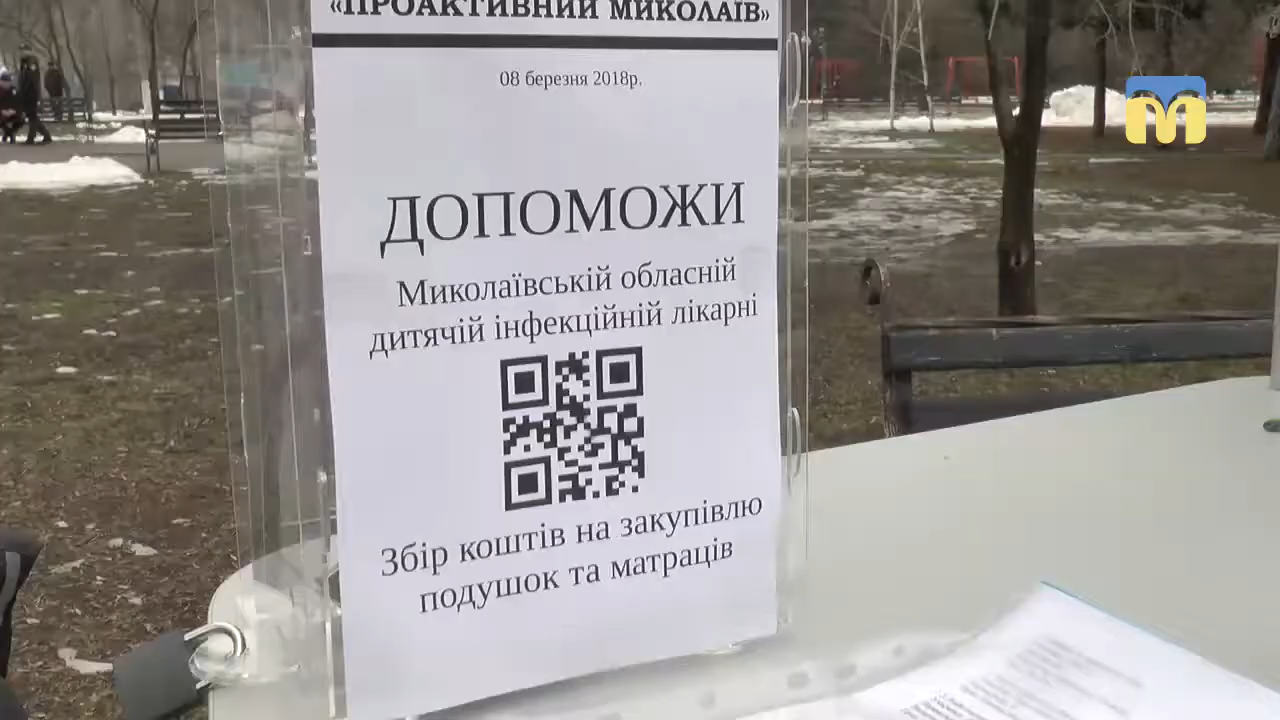 «ПРОАКТИВНИЙ МИКОЛАЇВ»
08 березня 2018р.
ДОПОМОЖИ
Миколаївській обласній
дитячій інфекційній лікарні
Збір коштів на закупівлю
подушок та матраців